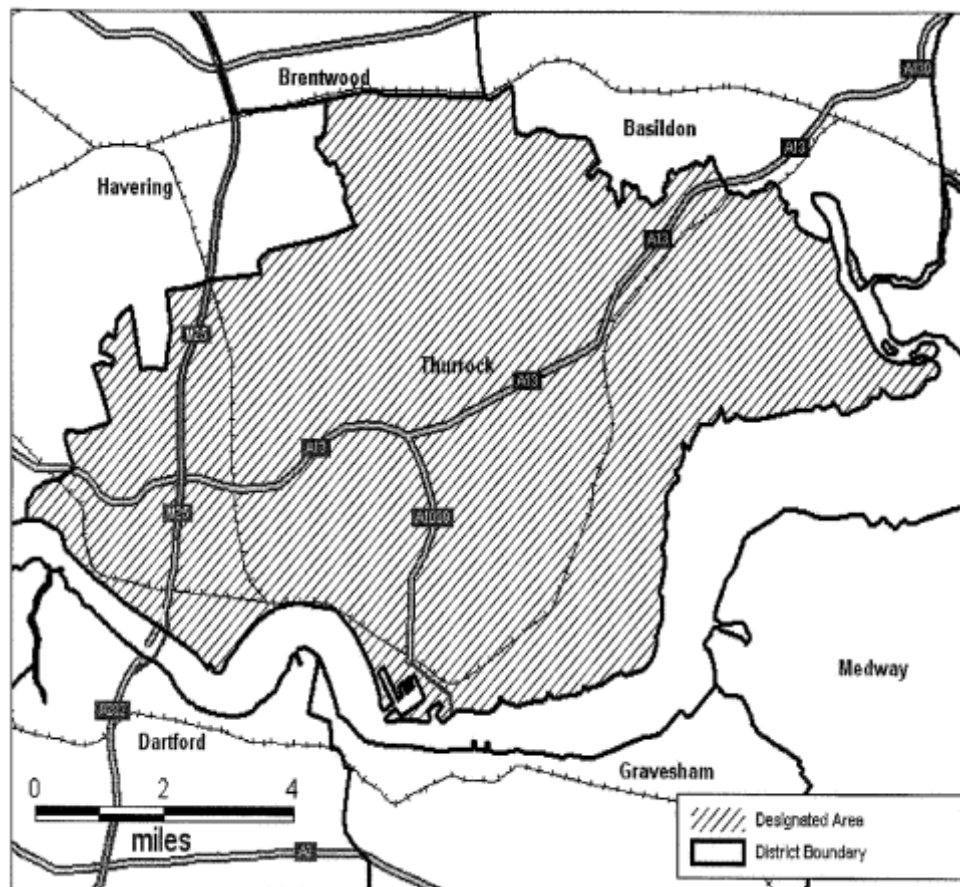 Brentwood
A130
Basildon
A13
Havering
A13
M25
Thurrock
A13
A13
M25
A1089
Medway
Dartford
Gravesham
0 2 4
miles
A2
Designated Area
District Boundary